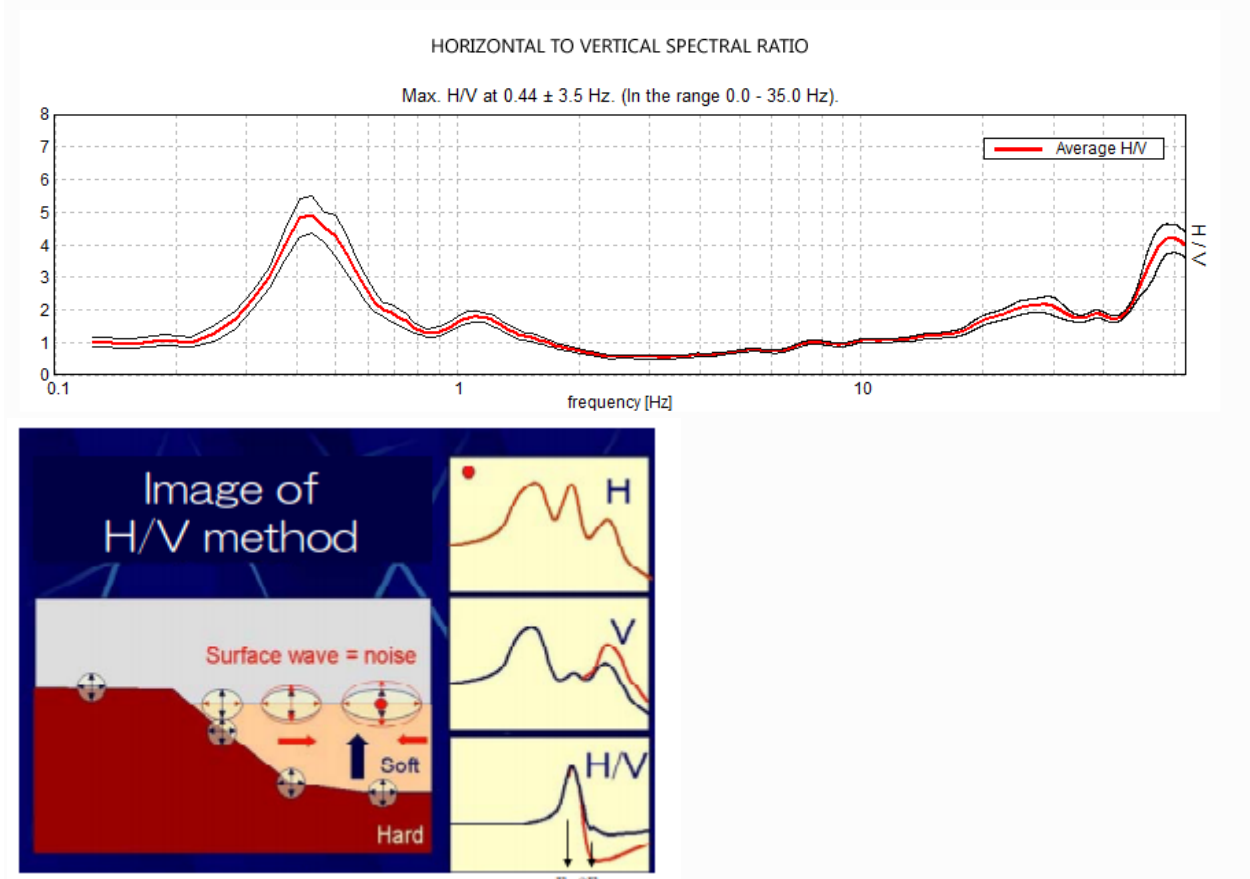 HORIZONTAL TO VERTICAL SPECTRAL RATIO
Max. H/V at 0.44 ± 3.5 Hz. (In the range 0.0 - 35.0 Hz).
8
7
6
5
4
3
2
1
0
Average H/V
H / V
0.1
1
10
frequency [Hz]
Image of
H/V method
Surface wave = noise
Soft
Hard
H
V
H/V